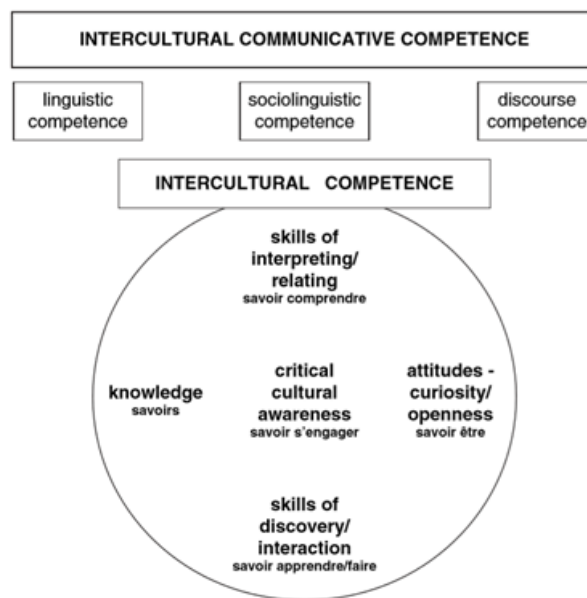 INTERCULTURAL COMMUNICATIVE COMPETENCE
linguistic
competence
sociolinguistic
competence
discourse
competence
INTERCULTURAL COMPETENCE
skills of
interpreting/
relating
savoir comprendre
knowledge
savoirs
critical
cultural
awareness
savoir s'engager
attitudes -
curiosity/
openness
savoir être
skills of
discovery/
interaction
savoir apprendre/faire